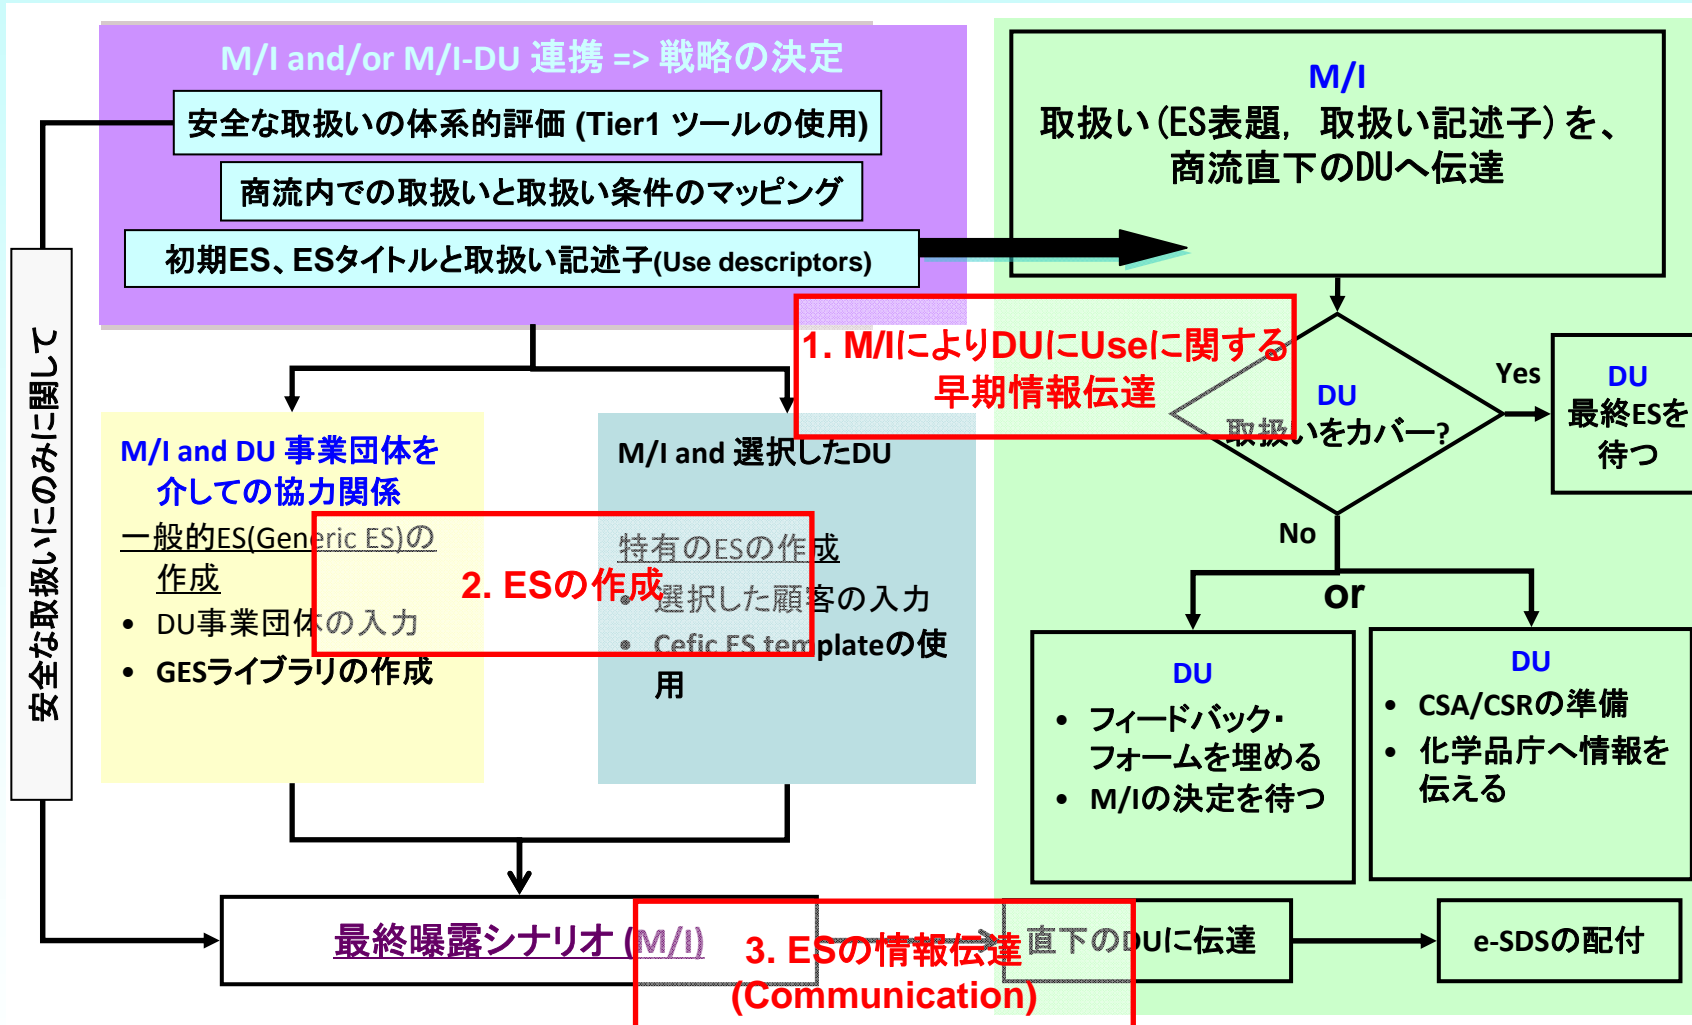 M/I and/or M/I-DU 連携 => 戦略の決定
安全な取扱いの体系的評価 (Tier1 ツールの使用)
商流内での取扱いと取扱い条件のマッピング
初期ES、ESタイトルと取扱い記述子(Use descriptors)
M/I
取扱い(ES表題, 取扱い記述子)を、
商流直下のDUへ伝達
1. M/IによりDUにUseに関する
早期情報伝達
DU
取扱いをカバー?
Yes
DU
最終ESを
待つ
No
or
安全な取扱いにのみに関して
M/I and DU 事業団体を
介しての協力関係
一般的ES(Generic ES)の
作成
• DU事業団体の入力
• GESライブラリの作成
M/I and 選択したDU
特有のESの作成
• 選択した顧客の入力
• Cefic ES templateの使
用
2. ESの作成
DU
• フィードバック・
フォームを埋める
• M/Iの決定を待つ
DU
• CSA/CSRの準備
• 化学品庁へ情報を
伝える
最終曝露シナリオ (M/I)
3. ESの情報伝達
(Communication)
直下のDUに伝達
e-SDSの配付